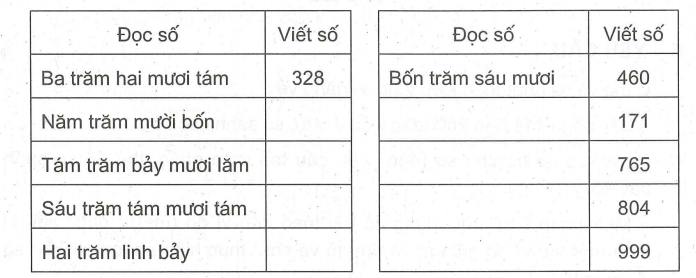 Đọc số Viết số
Ba trăm hai mươi tám 328
Năm trăm mười bốn
Tám trăm bảy mươi lăm
Sáu trăm tám mươi tám
Hai trăm linh bảy
Đọc số Viết số
Bốn trăm sáu mươi 460
171
765
804
999